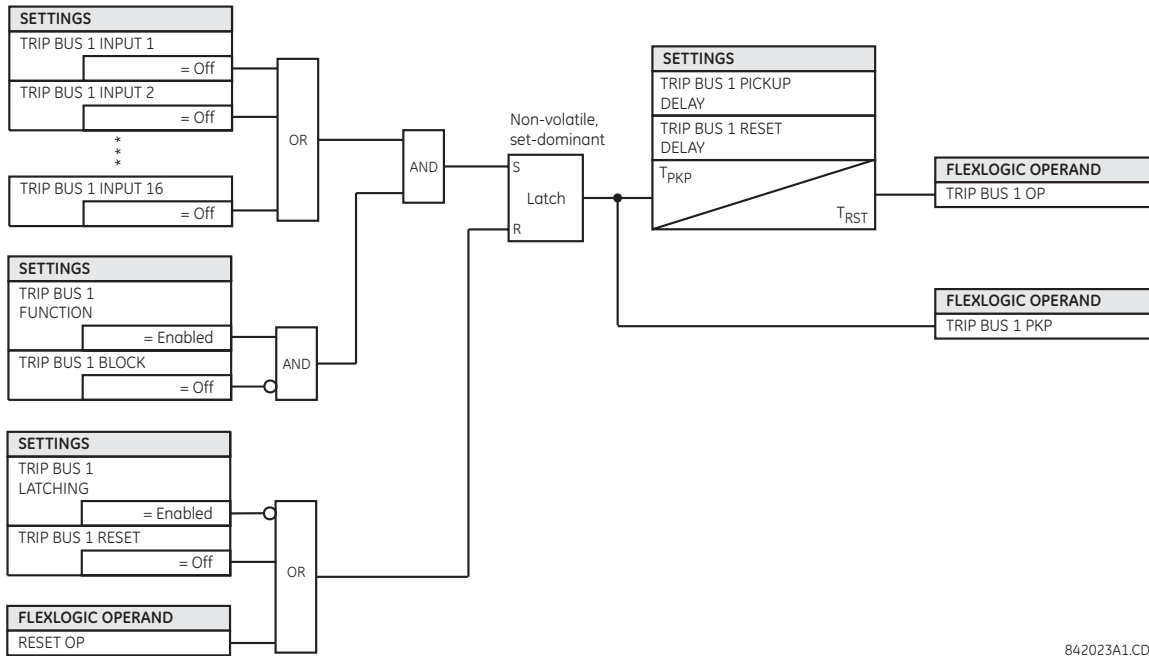 SETTINGS
TRIP BUS 1 INPUT 1
= Off
TRIP BUS 1 INPUT 2
= Off
***
TRIP BUS 1 INPUT 16
= Off
OR
SETTINGS
TRIP BUS 1
FUNCTION
= Enabled
TRIP BUS 1 BLOCK
= Off
AND
SETTINGS
TRIP BUS 1
LATCHING
= Enabled
TRIP BUS 1 RESET
= Off
OR
FLEXLOGIC OPERAND
RESET OP
AND
Non-volatile,
set-dominant
S
Latch
R
SETTINGS
TRIP BUS 1 PICKUP
DELAY
TRIP BUS 1 RESET
DELAY
TPKP
TRST
FLEXLOGIC OPERAND
TRIP BUS 1 OP
FLEXLOGIC OPERAND
TRIP BUS 1 PKP
842023A1.CD